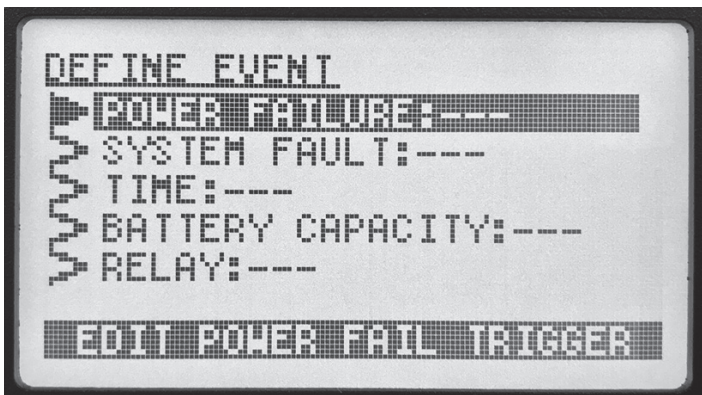 DEFINE EVENT
POWER FAILURE:---
SYSTEM FAULT:---
TIME:---
BATTERY CAPACITY:---
RELAY:---
EDIT POWER FAIL TRIGGER